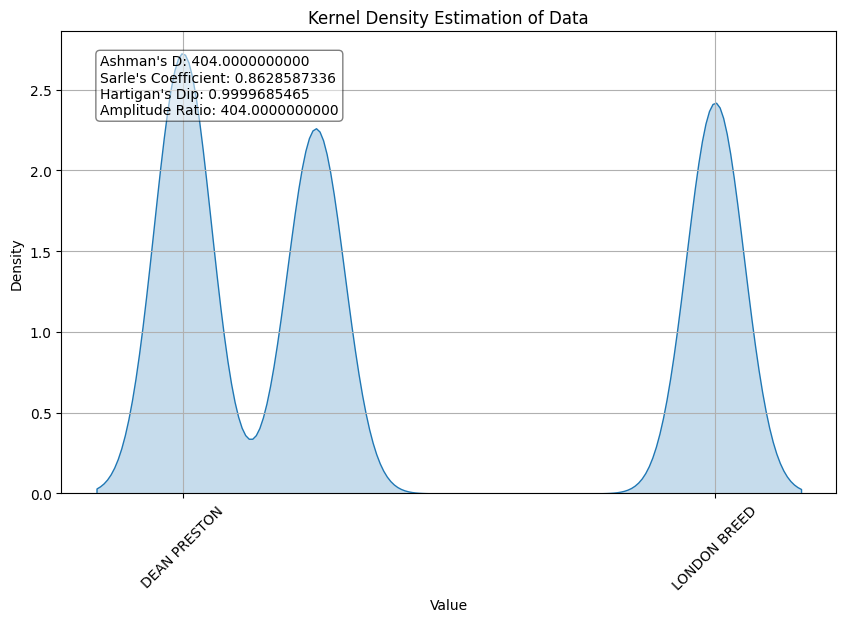 Kernel Density Estimation of Data
Ashman's D: 404.0000000000
Sarle's Coefficient: 0.8628587336
Hartigan's Dip: 0.9999685465
Amplitude Ratio: 404.0000000000
Density
2.5
2.0
1.5
1.0
0.5
0.0
DEAN PRESTON
LONDON BREED
Value